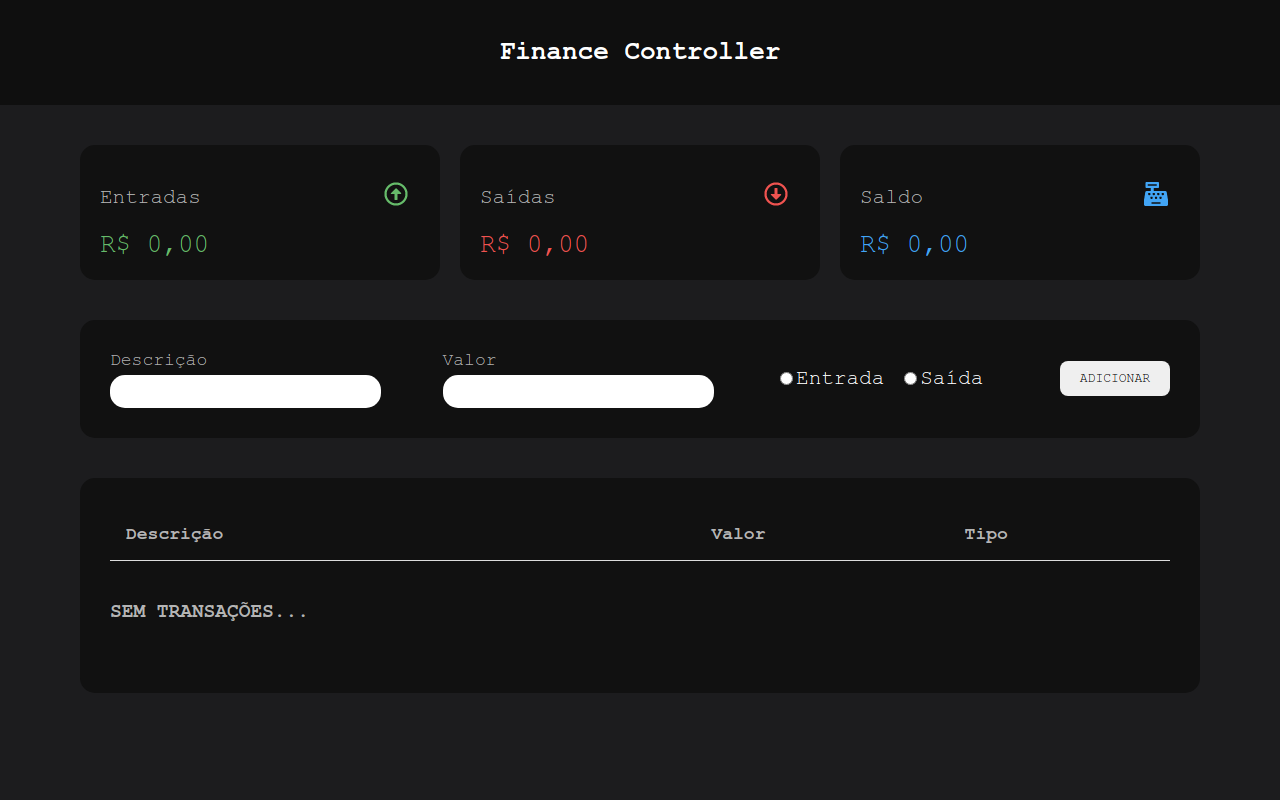 Finance Controller
Entradas
R$ 0,00
Saídas
R$ 0,00
Saldo
R$ 0,00
Descrição
Valor
Entrada Saída
ADICIONAR
Descrição Valor Tipo
SEM TRANSAÇÕES...